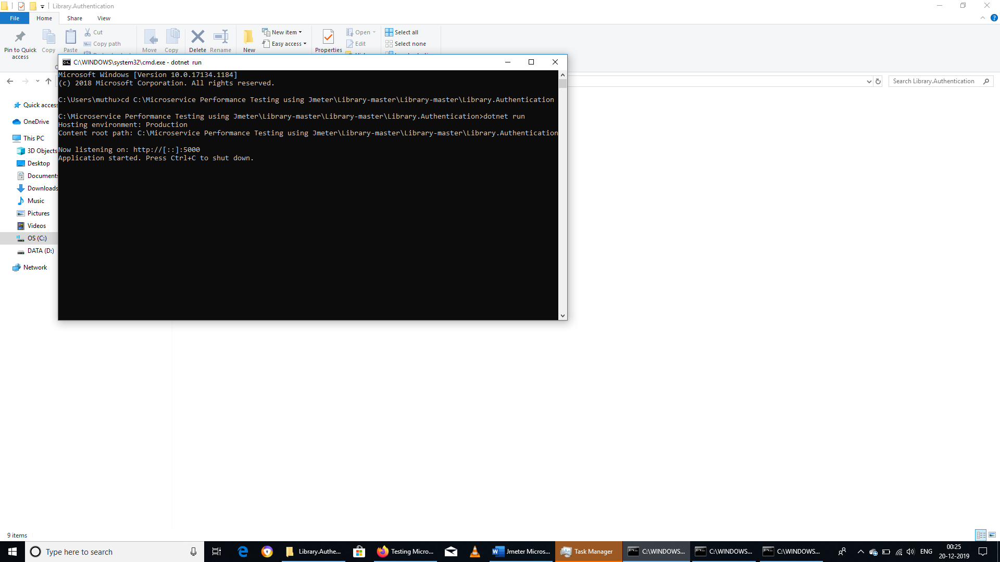 Library.Authentication
File
Home
Share
View
Pin to Quick
access
Copy
Paste
Cut
Copy path
Move
Copy
Delete
Rename
New
New item
Easy access
Properties
Open
Edit
Select all
Select none
C:\WINDOWS\system32\cmd.exe - dotnet  run
Microsoft Windows [Version 10.0.17134.1184]
(c) 2018 Microsoft Corporation. All rights reserved.
C:\Users\muthu>cd C:\Microservice Performance Testing using Jmeter\Library-master\Library-master\Library.Authentication
C:\Microservice Performance Testing using Jmeter\Library-master\Library-master\Library.Authentication>dotnet run
Hosting environment: Production
Content root path: C:\Microservice Performance Testing using Jmeter\Library-master\Library-master\Library.Authentication
Now listening on: http://[::]:5000
Application started. Press Ctrl+C to shut down.
Search Library.Authentication
Quick access
OneDrive
This PC
3D Objects
Desktop
Documents
Downloads
Music
Pictures
Videos
OS (C:)
DATA (D:)
Network
9 items
Type here to search
Library.Authe...
Testing Micro...
Jmeter Micros...
Task Manager
C:\WINDOWS...
C:\WINDOWS...
C:\WINDOWS...
ENG
00:25
20-12-2019